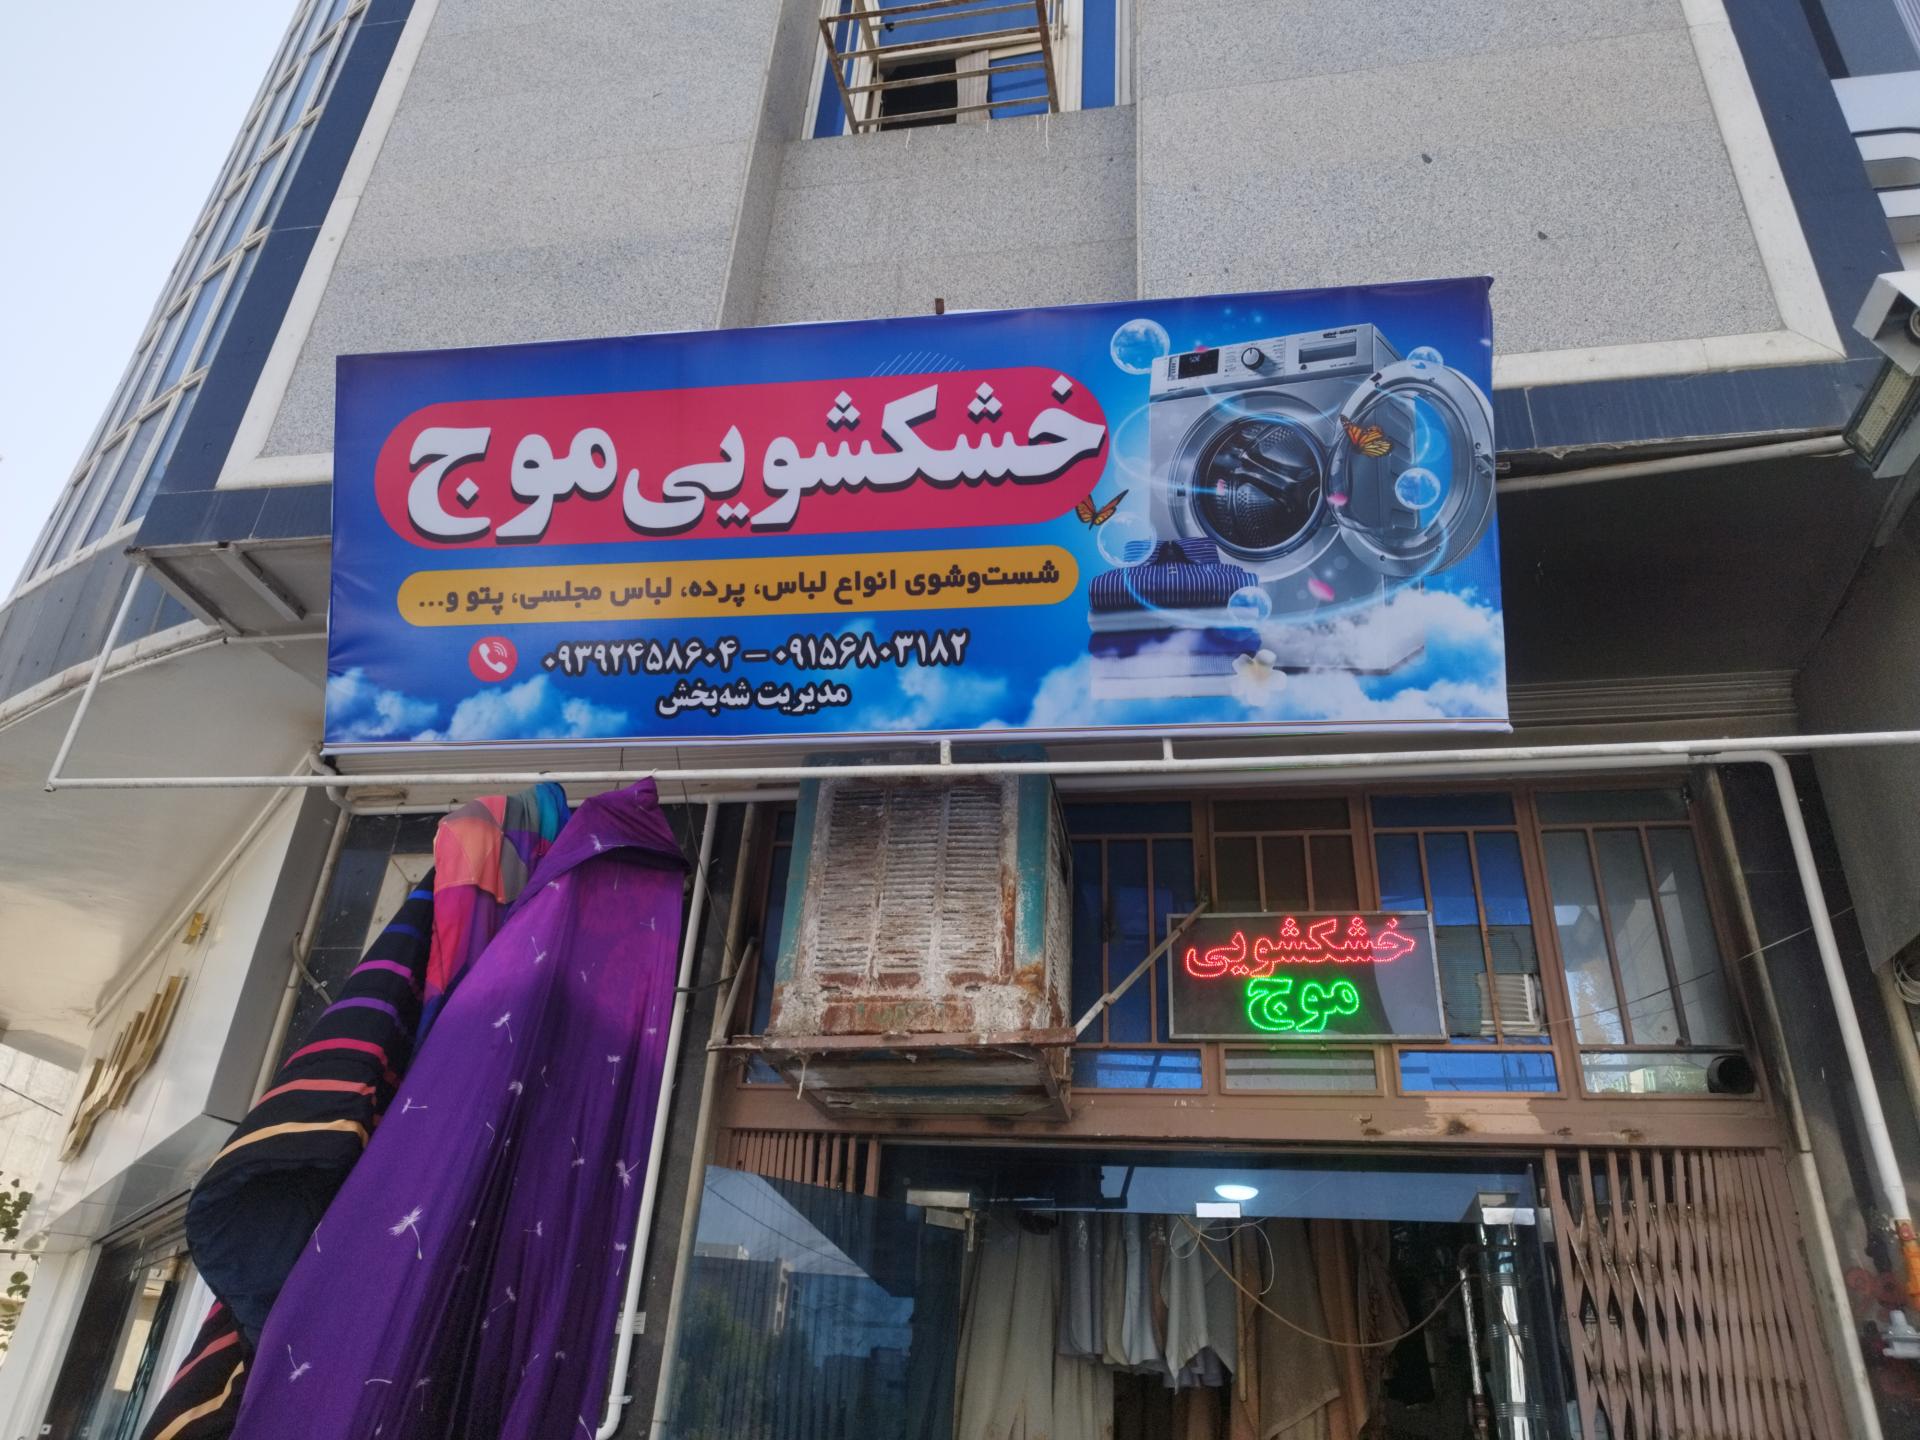 خشکشویی موج
شست‌وشوی انواع لباس، پرده، لباس مجلسی، پتو و...
۰۹۳۹۲۴۵۸۶۰۴ – ۰۹۱۵۶۸۰۳۱۸۲
مدیریت شه‌بخش
خشکشویی
موج